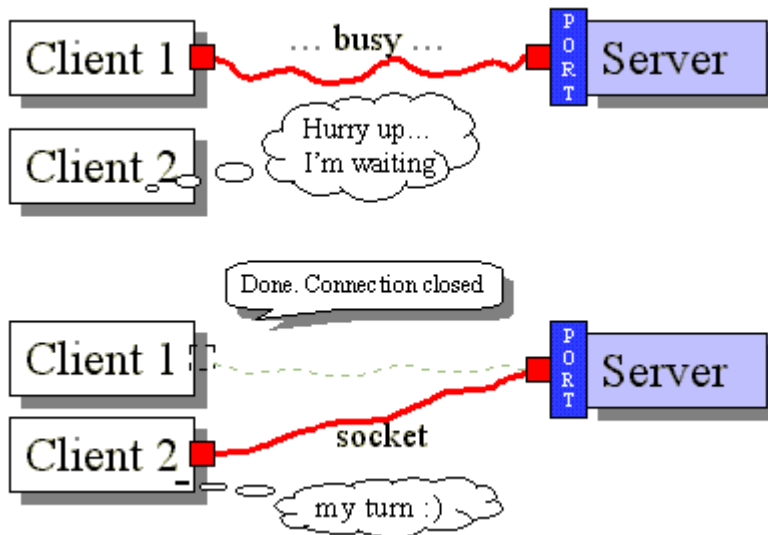 Client 1
... busy ...
PORT
Server
Client 2
Hurry up...
I'm waiting
Done. Connection closed
Client 1
PORT
Server
Client 2
socket
my turn :)